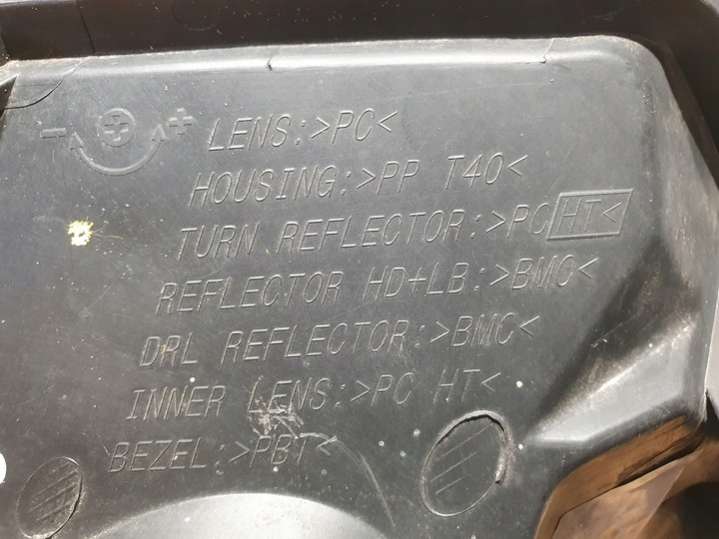 - +
LENS:>PC<
HOUSING:>PP T40<
TURN REFLECTOR:>PC HT<
REFLECTOR HD+LB:>BMC<
DRL REFLECTOR:>BMC<
INNER LENS:>PC HT<
BEZEL:>PBT<